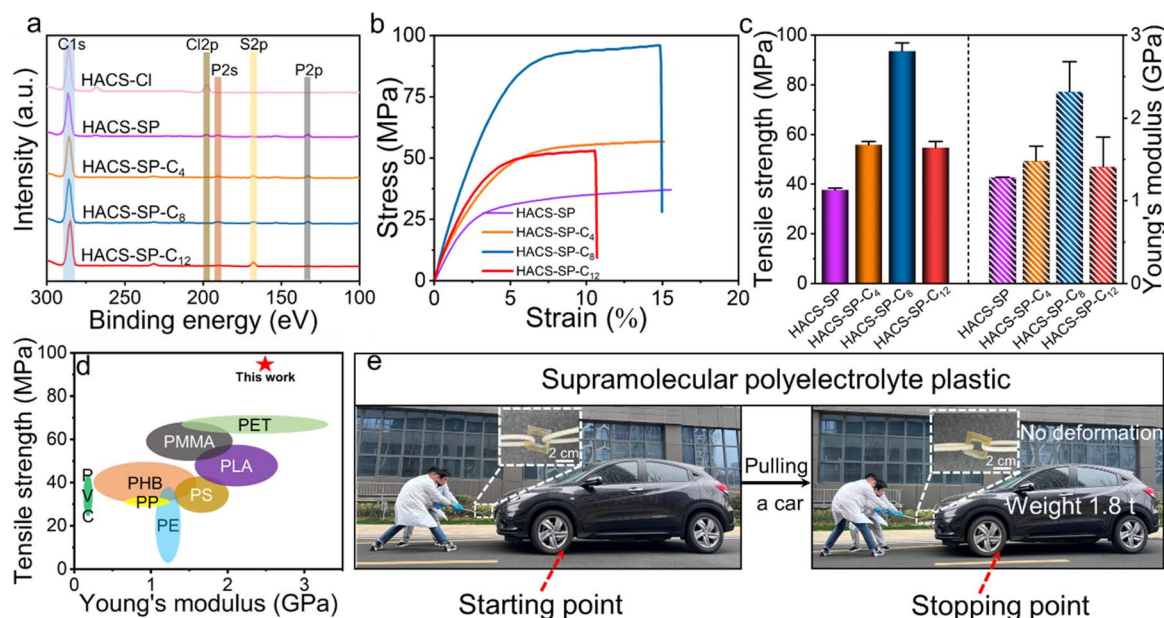 a
C1s
Cl2p
S2p
P2s
P2p
HACS-Cl
HACS-SP
HACS-SP-C4
HACS-SP-C8
HACS-SP-C12
Intensity (a.u.)
300 250 200 150 100
Binding energy (eV)
b
Stress (MPa)
100
75
50
25
0
HACS-SP
HACS-SP-C4
HACS-SP-C8
HACS-SP-C12
0 5 10 15 20
Strain (%)
c
Tensile strength (MPa)
100
80
60
40
20
0
HACS-SP
HACS-SP-C4
HACS-SP-C8
HACS-SP-C12
HACS-SP
HACS-SP-C4
HACS-SP-C8
HACS-SP-C12
3
2
1
0
Young's modulus (GPa)
d
Tensile strength (MPa)
100
80
60
40
20
0
This work
PET
PMMA
PLA
PHB
PS
PP
PE
PVC
0 1 2 3
Young's modulus (GPa)
e
Supramolecular polyelectrolyte plastic
2 cm
Pulling
a car
2 cm
No deformation
Weight 1.8 t
Starting point
Stopping point